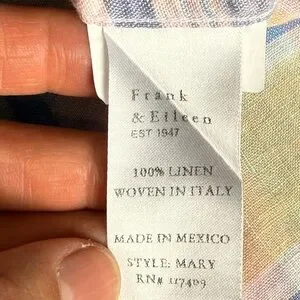 Frank
& Eileen
EST 1947
100% LINEN
WOVEN IN ITALY
MADE IN MEXICO
STYLE: MARY
RN# 117409